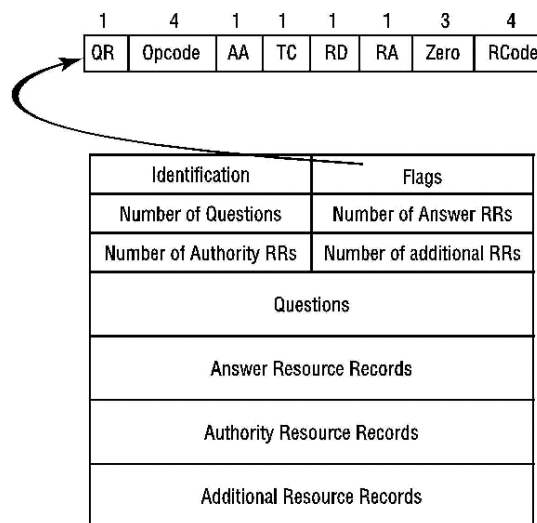 1 4 1 1 1 1 3 4
QR Opcode AA TC RD RA Zero RCode
Identification Flags
Number of Questions Number of Answer RRs
Number of Authority RRs Number of additional RRs
Questions
Answer Resource Records
Authority Resource Records
Additional Resource Records